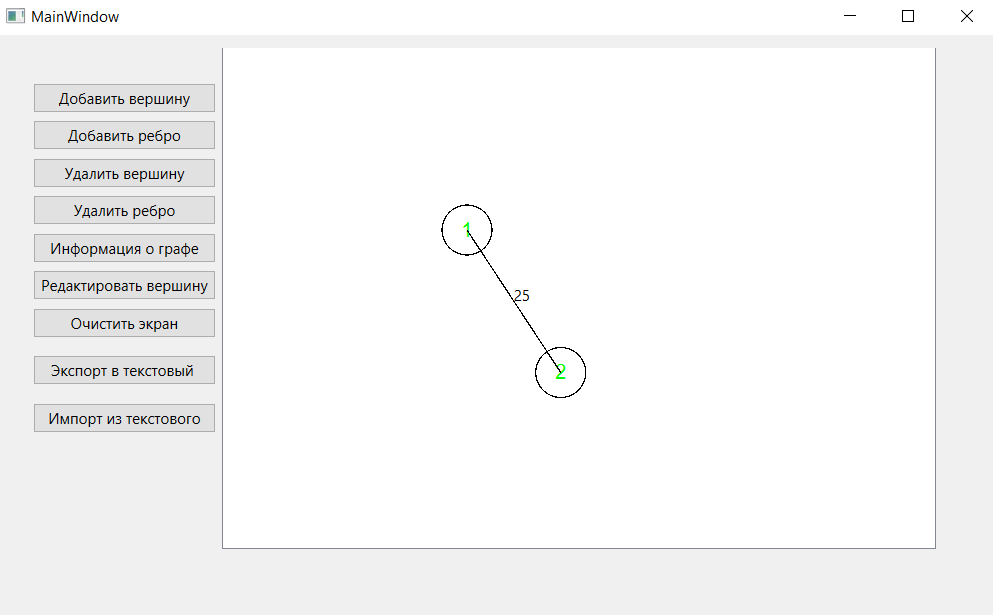 MainWindow
Добавить вершину
Добавить ребро
Удалить вершину
Удалить ребро
Информация о графе
Редактировать вершину
Очистить экран
Экспорт в текстовый
Импорт из текстового
1
25
2